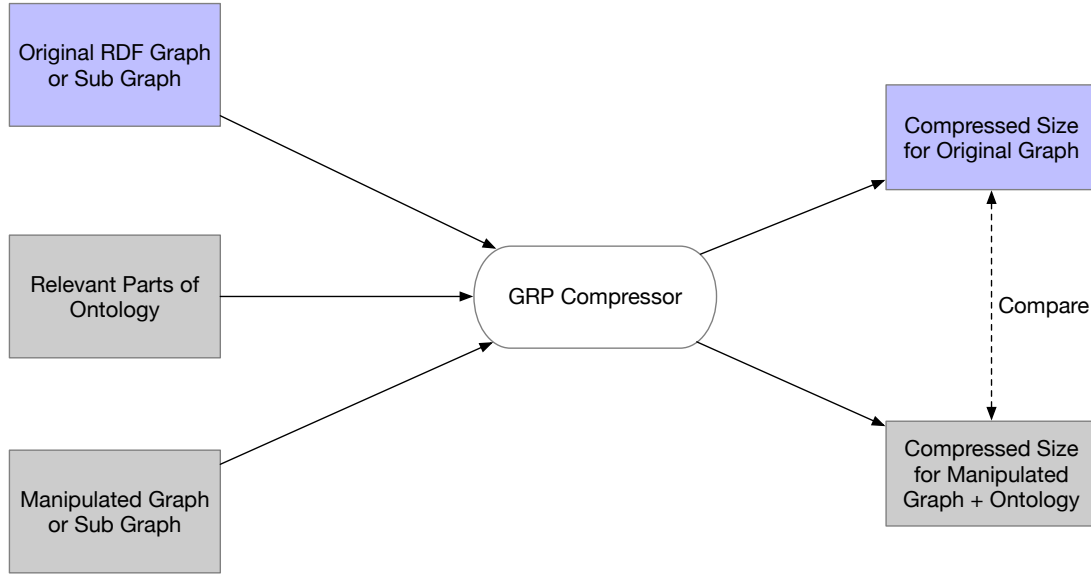 Original RDF Graph
or Sub Graph
Relevant Parts of
Ontology
Manipulated Graph
or Sub Graph
GRP Compressor
Compressed Size
for Original Graph
Compare
Compressed Size
for Manipulated
Graph + Ontology